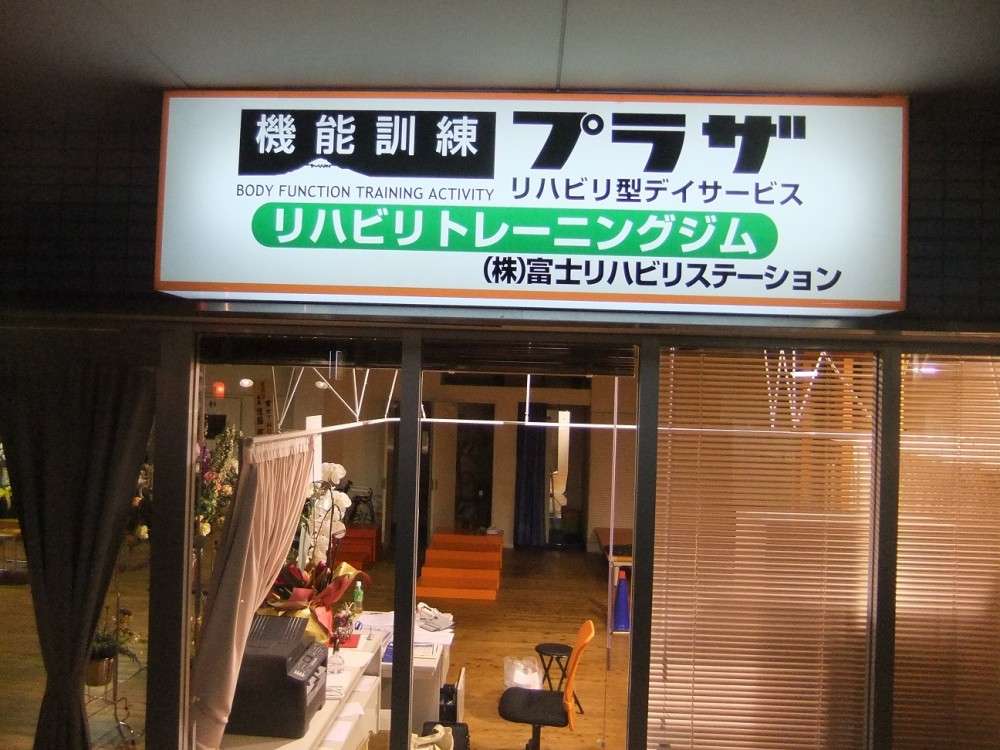 機能訓練 プラザ
BODY FUNCTION TRAINING ACTIVITY リハビリ型デイサービス
リハビリトレーニングジム
(株)富士リハビリステーション